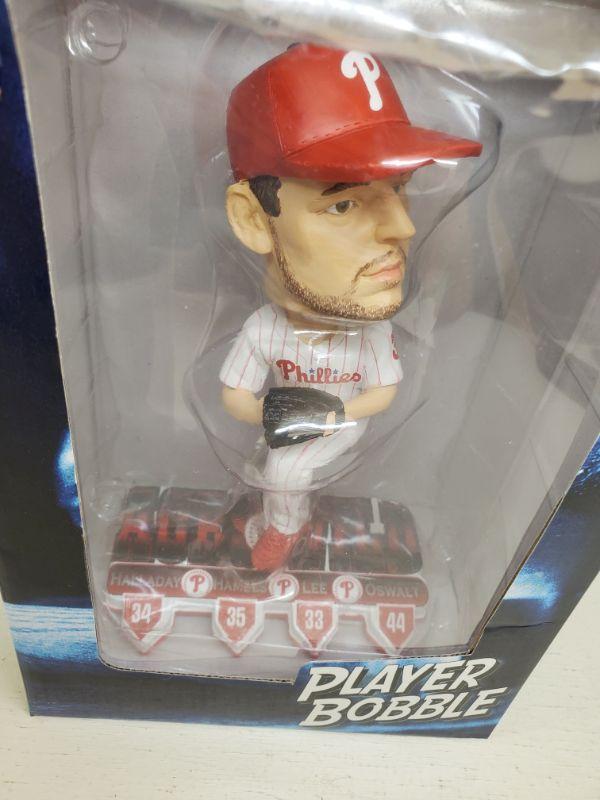 P
Phillies
HALLADAY P HAMELS P LEE P OSWALT
34 35 33 44
PLAYER
BOBBLE